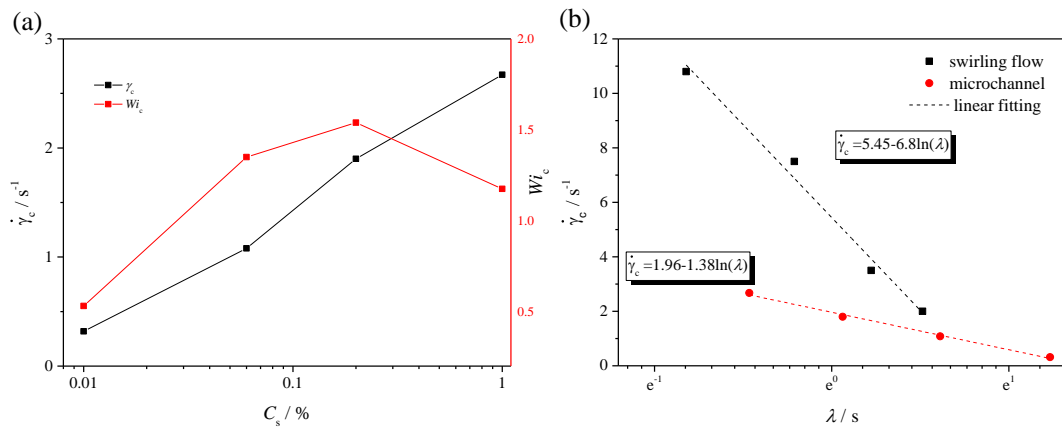 (a)
3
2
1
0
γ̇c / s⁻¹
2.0
1.5
1.0
0.5
Wic
γc
Wic
0.01
0.1
1
Cs / %
(b)
12
10
8
6
4
2
0
γ̇c / s⁻¹
swirling flow
microchannel
linear fitting
γ̇c =5.45-6.8ln(λ)
γ̇c =1.96-1.38ln(λ)
e⁻¹
e⁰
e¹
λ / s